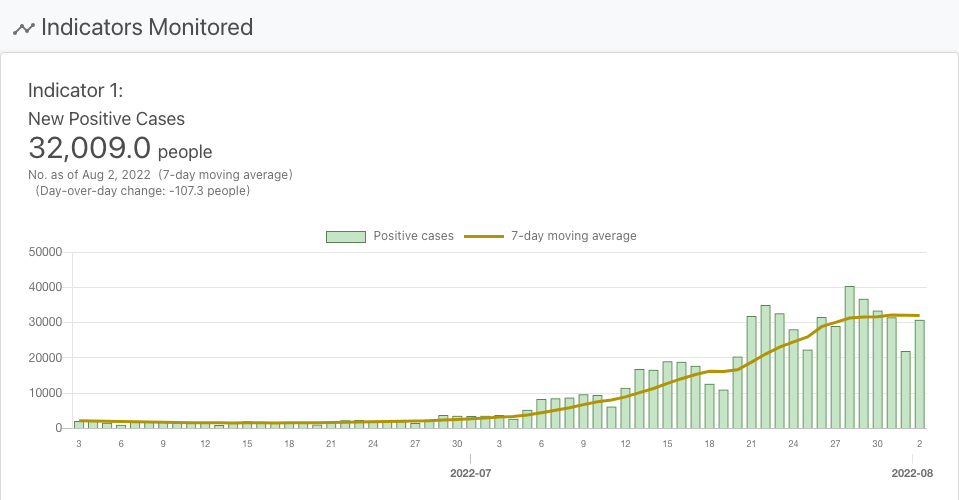 Indicators Monitored
Indicator 1:
New Positive Cases
32,009.0 people
No. as of Aug 2, 2022 (7-day moving average)
(Day-over-day change: -107.3 people)
Positive cases 7-day moving average
50000
40000
30000
20000
10000
0
3 6 9 12 15 18 21 24 27 30 3 6 9 12 15 18 21 24 27 30 2
2022-07 2022-08